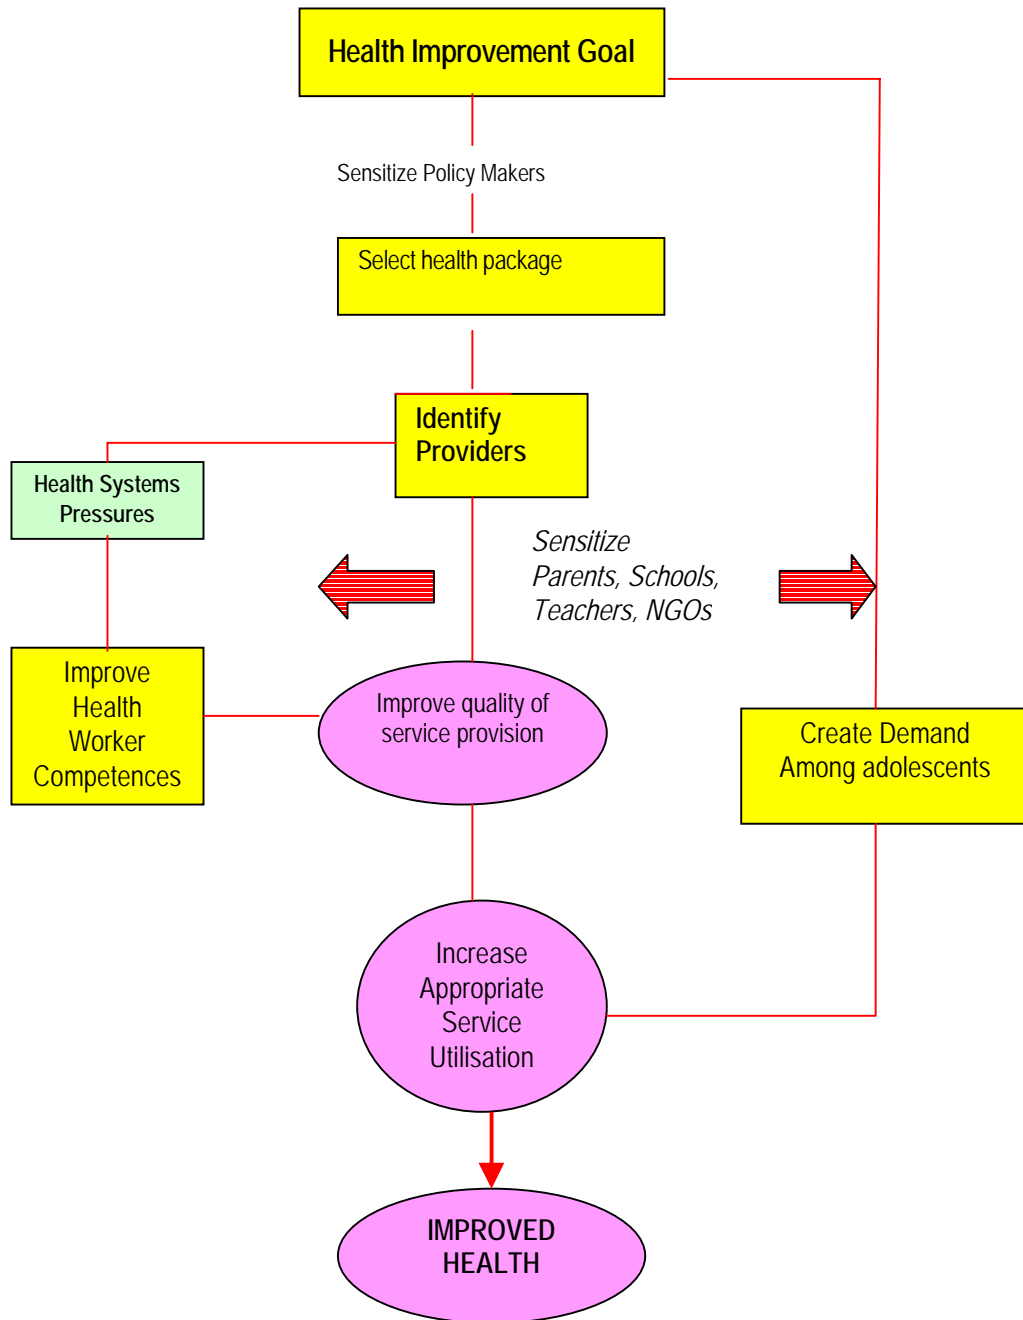 Health Improvement Goal
Sensitize Policy Makers
Select health package
Identify
Providers
Health Systems
Pressures
Sensitize
Parents, Schools,
Teachers, NGOs
Improve
Health
Worker
Competences
Improve quality of
service provision
Create Demand
Among adolescents
Increase
Appropriate
Service
Utilisation
IMPROVED
HEALTH